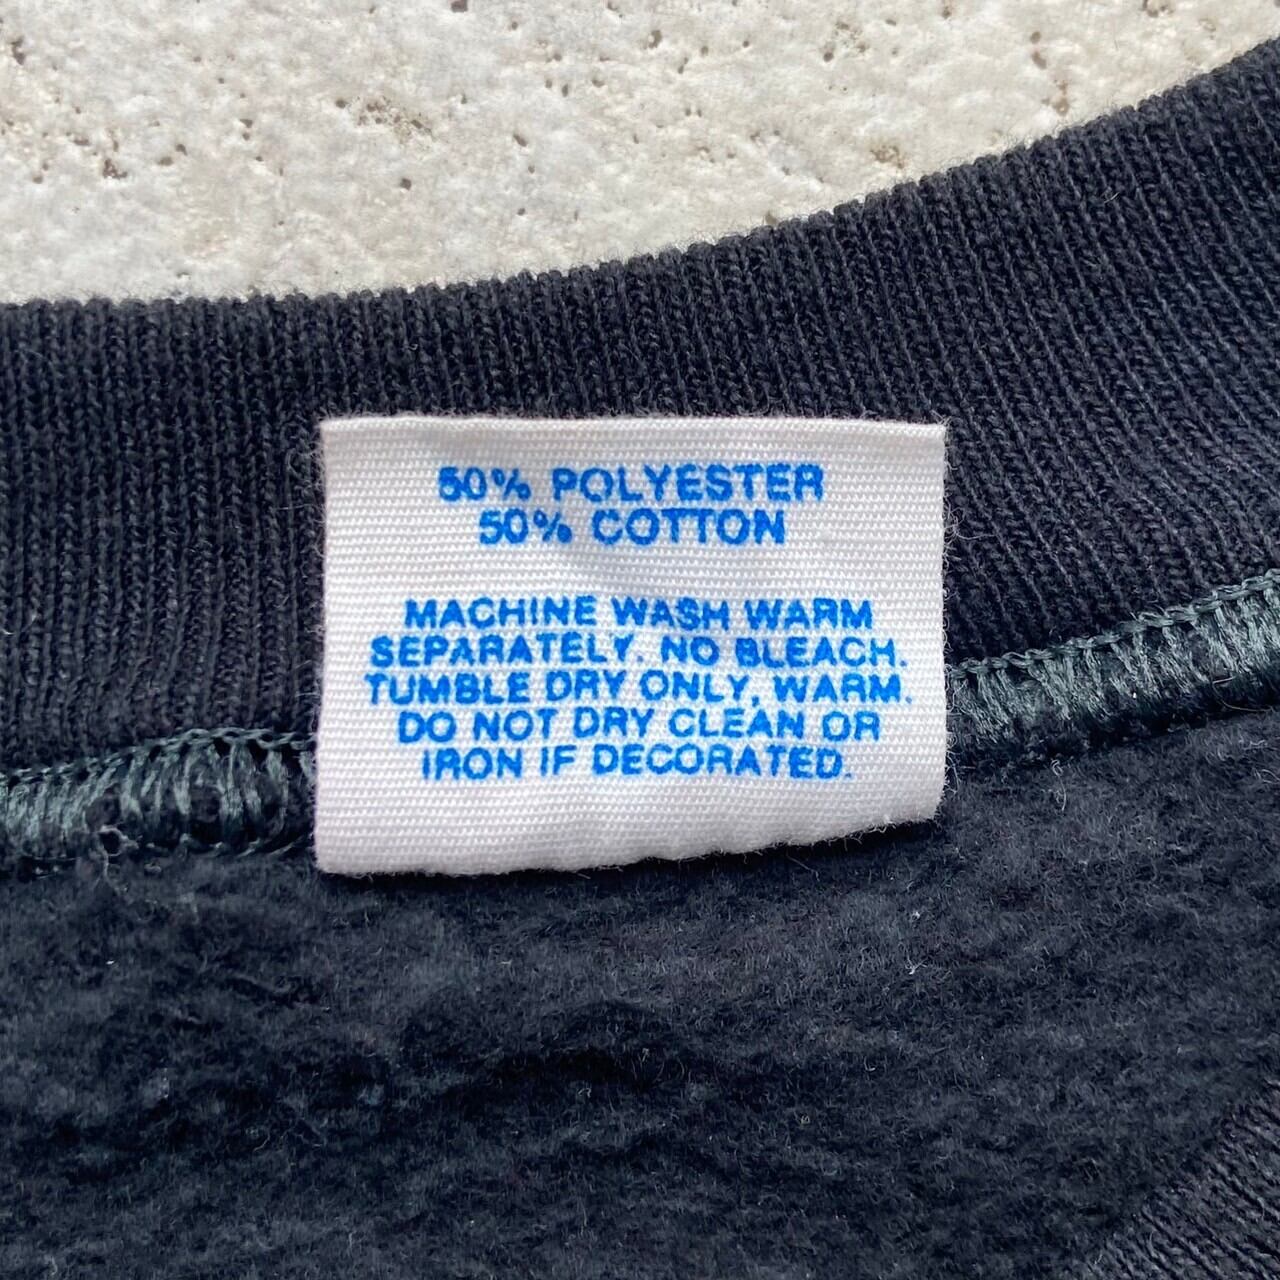 50% POLYESTER
50% COTTON
MACHINE WASH WARM
SEPARATELY. NO BLEACH.
TUMBLE DRY ONLY, WARM.
DO NOT DRY CLEAN OR
IRON IF DECORATED.